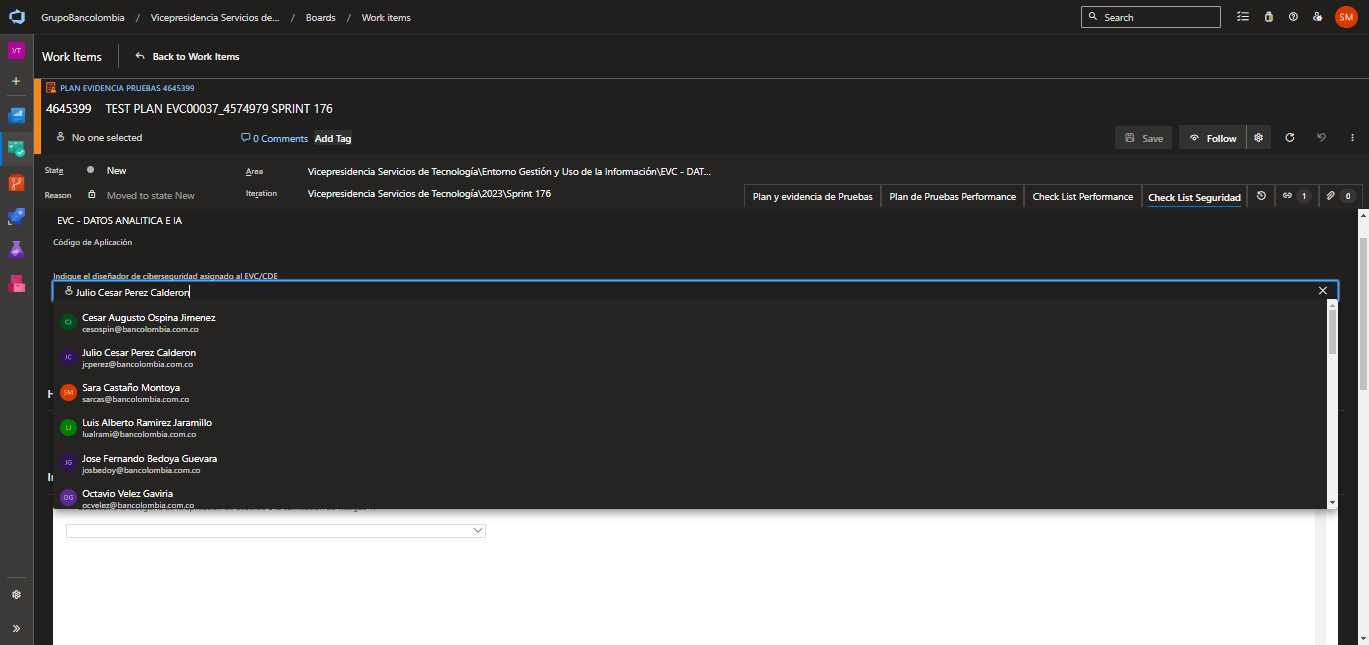 GrupoBancolombia / Vicepresidencia Servicios de... / Boards / Work items
Search
SM
VT
Work Items
Back to Work Items
PLAN EVIDENCIA PRUEBAS 4645399
4645399 TEST PLAN EVC00037_4574979 SPRINT 176
No one selected
0 Comments
Add Tag
Save
Follow
State
New
Area
Vicepresidencia Servicios de Tecnología\Entorno Gestión y Uso de la Información\EVC - DAT...
Reason
Moved to state New
Iteration
Vicepresidencia Servicios de Tecnología\2023\Sprint 176
Plan y evidencia de Pruebas
Plan de Pruebas Performance
Check List Performance
Check List Seguridad
1
0
EVC - DATOS ANALITICA E IA
Código de Aplicación
Indique el diseñador de ciberseguridad asignado al EVC/CDE
Julio Cesar Perez Calderon
CJ
Cesar Augusto Ospina Jimenez
cesospin@bancolombia.com.co
JC
Julio Cesar Perez Calderon
jcperez@bancolombia.com.co
SM
Sara Castaño Montoya
sarcas@bancolombia.com.co
LJ
Luis Alberto Ramirez Jaramillo
lualrami@bancolombia.com.co
JG
Jose Fernando Bedoya Guevara
josbedoy@bancolombia.com.co
OG
Octavio Velez Gaviria
ocvelez@bancolombia.com.co